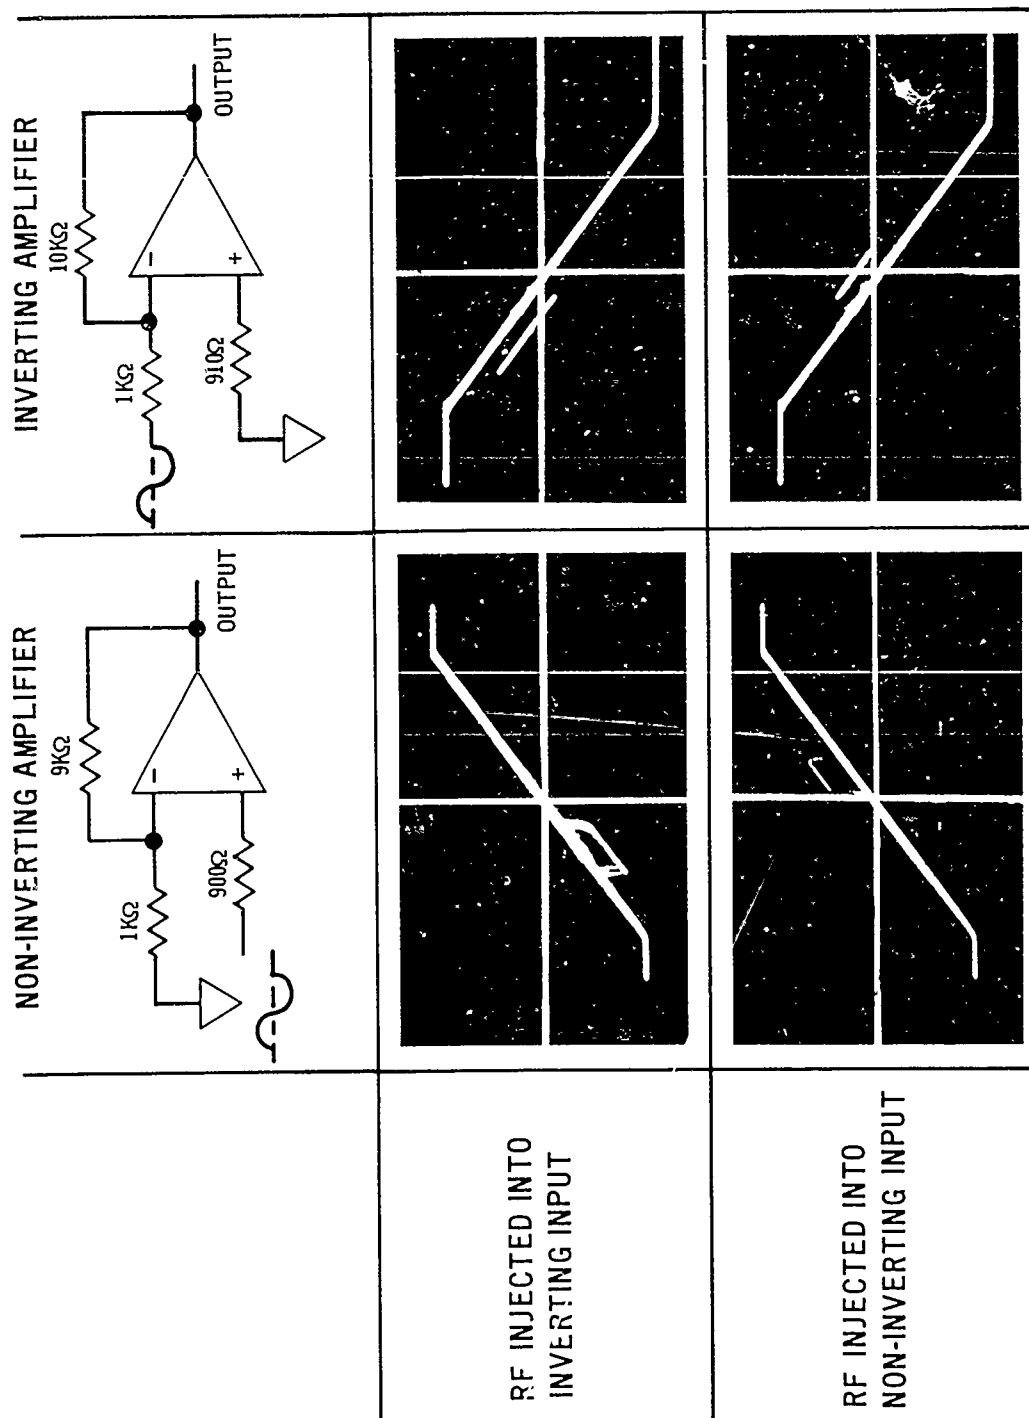 NON-INVERTING AMPLIFIER
9KΩ
1KΩ
−
+
900Ω
OUTPUT
INVERTING AMPLIFIER
10KΩ
1KΩ
−
+
910Ω
OUTPUT
RF INJECTED INTO
INVERTING INPUT
RF INJECTED INTO
NON-INVERTING INPUT